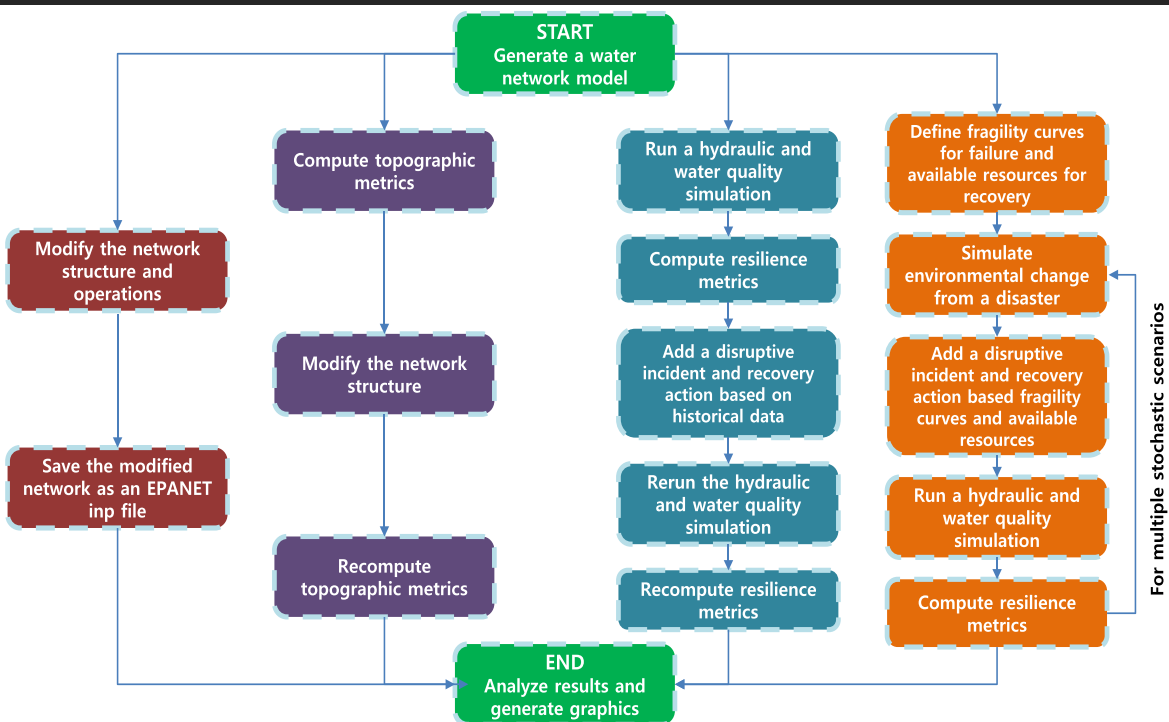 START
Generate a water
network model
Modify the network
structure and
operations
Save the modified
network as an EPANET
inp file
Compute topographic
metrics
Modify the network
structure
Recompute
topographic metrics
Run a hydraulic and
water quality
simulation
Compute resilience
metrics
Add a disruptive
incident and recovery
action based on
historical data
Rerun the hydraulic
and water quality
simulation
Recompute resilience
metrics
Define fragility curves
for failure and
available resources for
recovery
Simulate
environmental change
from a disaster
Add a disruptive
incident and recovery
action based fragility
curves and available
resources
Run a hydraulic and
water quality
simulation
Compute resilience
metrics
For multiple stochastic scenarios
END
Analyze results and
generate graphics